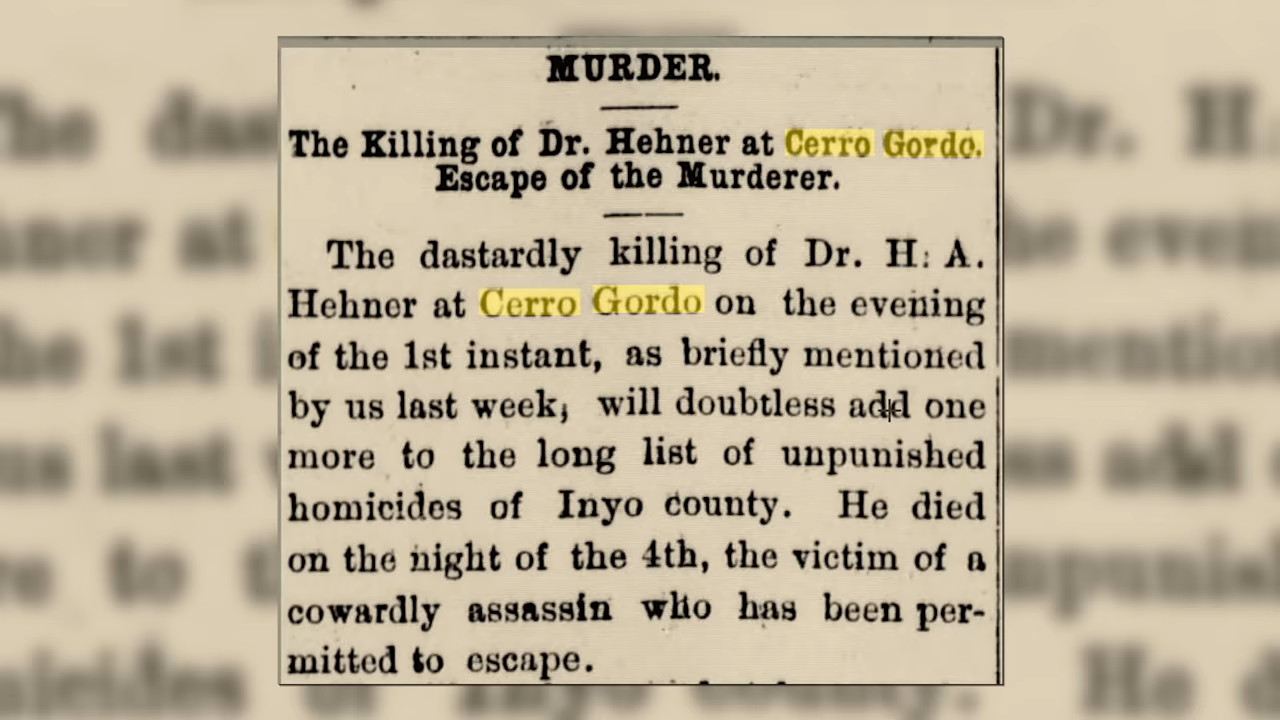 MURDER.
The Killing of Dr. Hehner at Cerro Gordo.
Escape of the Murderer.
The dastardly killing of Dr. H. A.
Hehner at Cerro Gordo on the evening
of the 1st instant, as briefly mentioned
by us last week, will doubtless add one
more to the long list of unpunished
homicides of Inyo county. He died
on the night of the 4th, the victim of a
cowardly assassin who has been per-
mitted to escape.